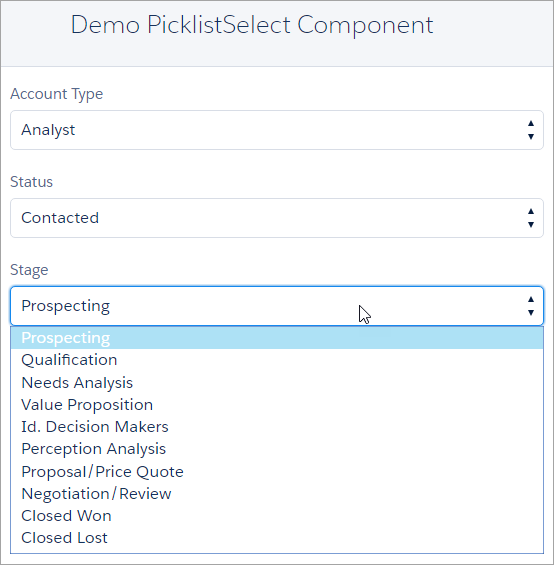 Demo PicklistSelect Component
Account Type
Analyst
Status
Contacted
Stage
Prospecting
Prospecting
Qualification
Needs Analysis
Value Proposition
Id. Decision Makers
Perception Analysis
Proposal/Price Quote
Negotiation/Review
Closed Won
Closed Lost